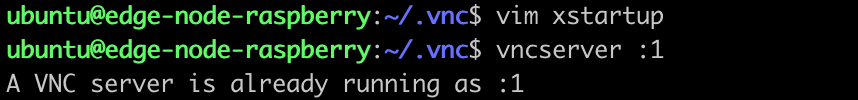 ubuntu@edge-node-raspberry:~/.vnc$ vim xstartup
ubuntu@edge-node-raspberry:~/.vnc$ vncserver :1
A VNC server is already running as :1